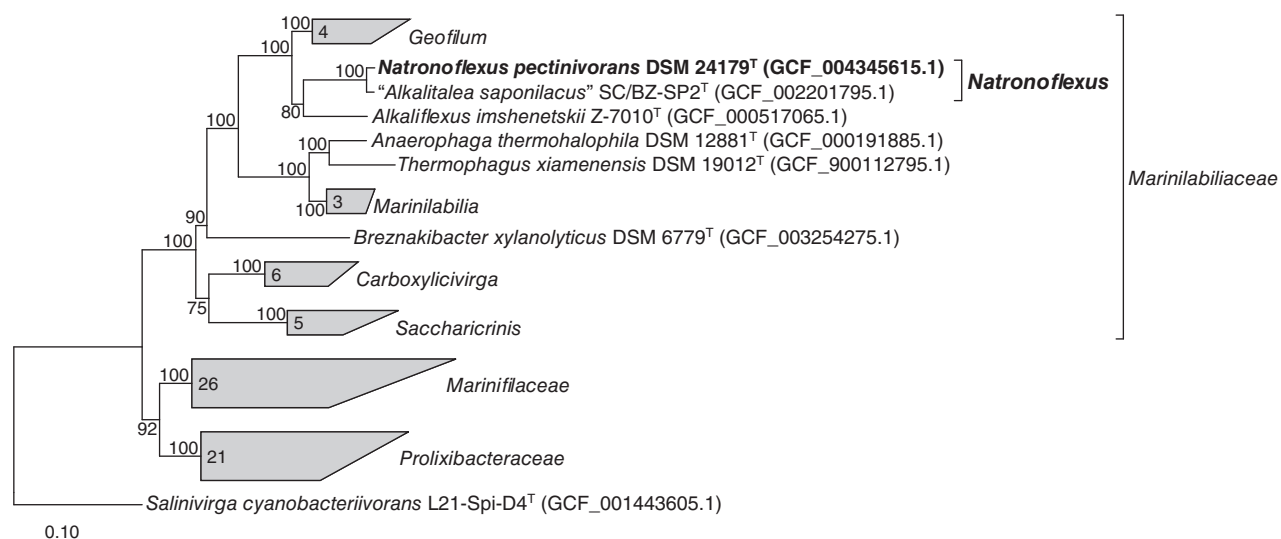 100
4
Geofilum
100
100
Natronoflexus pectinivorans DSM 24179ᵀ (GCF_004345615.1)
Natronoflexus
“Alkalitalea saponilacus” SC/BZ-SP2ᵀ (GCF_002201795.1)
80
Alkaliflexus imshenetskii Z-7010ᵀ (GCF_000517065.1)
100
100
Anaerophaga thermohalophila DSM 12881ᵀ (GCF_000191885.1)
100
Thermophagus xiamenensis DSM 19012ᵀ (GCF_900112795.1)
Marinilabiliaceae
100
3
Marinilabilia
90
Breznakibacter xylanolyticus DSM 6779ᵀ (GCF_003254275.1)
100
100
6
Carboxylicivirga
75
100
5
Saccharicrinis
100
26
Marinifilaceae
92
100
21
Prolixibacteraceae
Salinivirga cyanobacteriivorans L21-Spi-D4ᵀ (GCF_001443605.1)
0.10